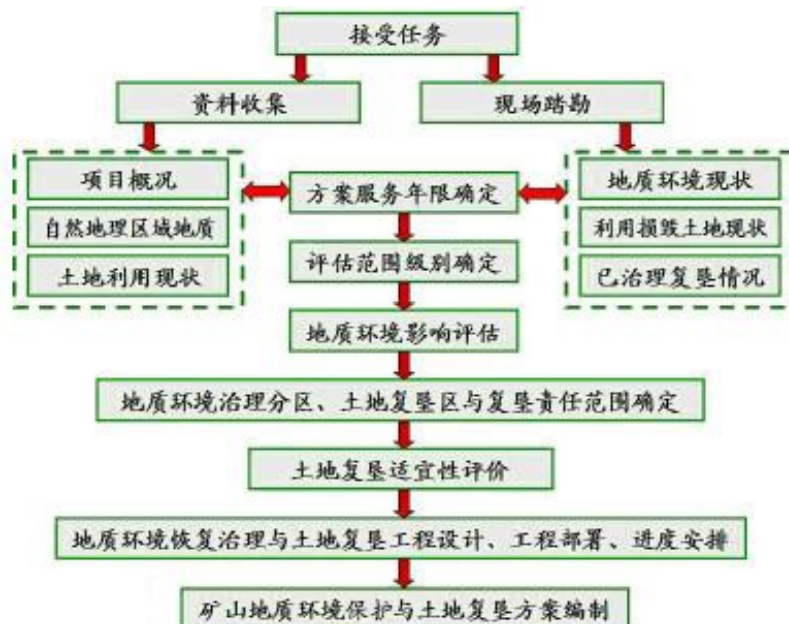 接受任务
资料收集
现场踏勘
项目概况
自然地理区域地质
土地利用现状
方案服务年限确定
地质环境现状
利用损毁土地现状
已治理复垦情况
评估范围级别确定
地质环境影响评估
地质环境治理分区、土地复垦区与复垦责任范围确定
土地复垦适宜性评价
地质环境恢复治理与土地复垦工程设计、工程部署、进度安排
矿山地质环境保护与土地复垦方案编制